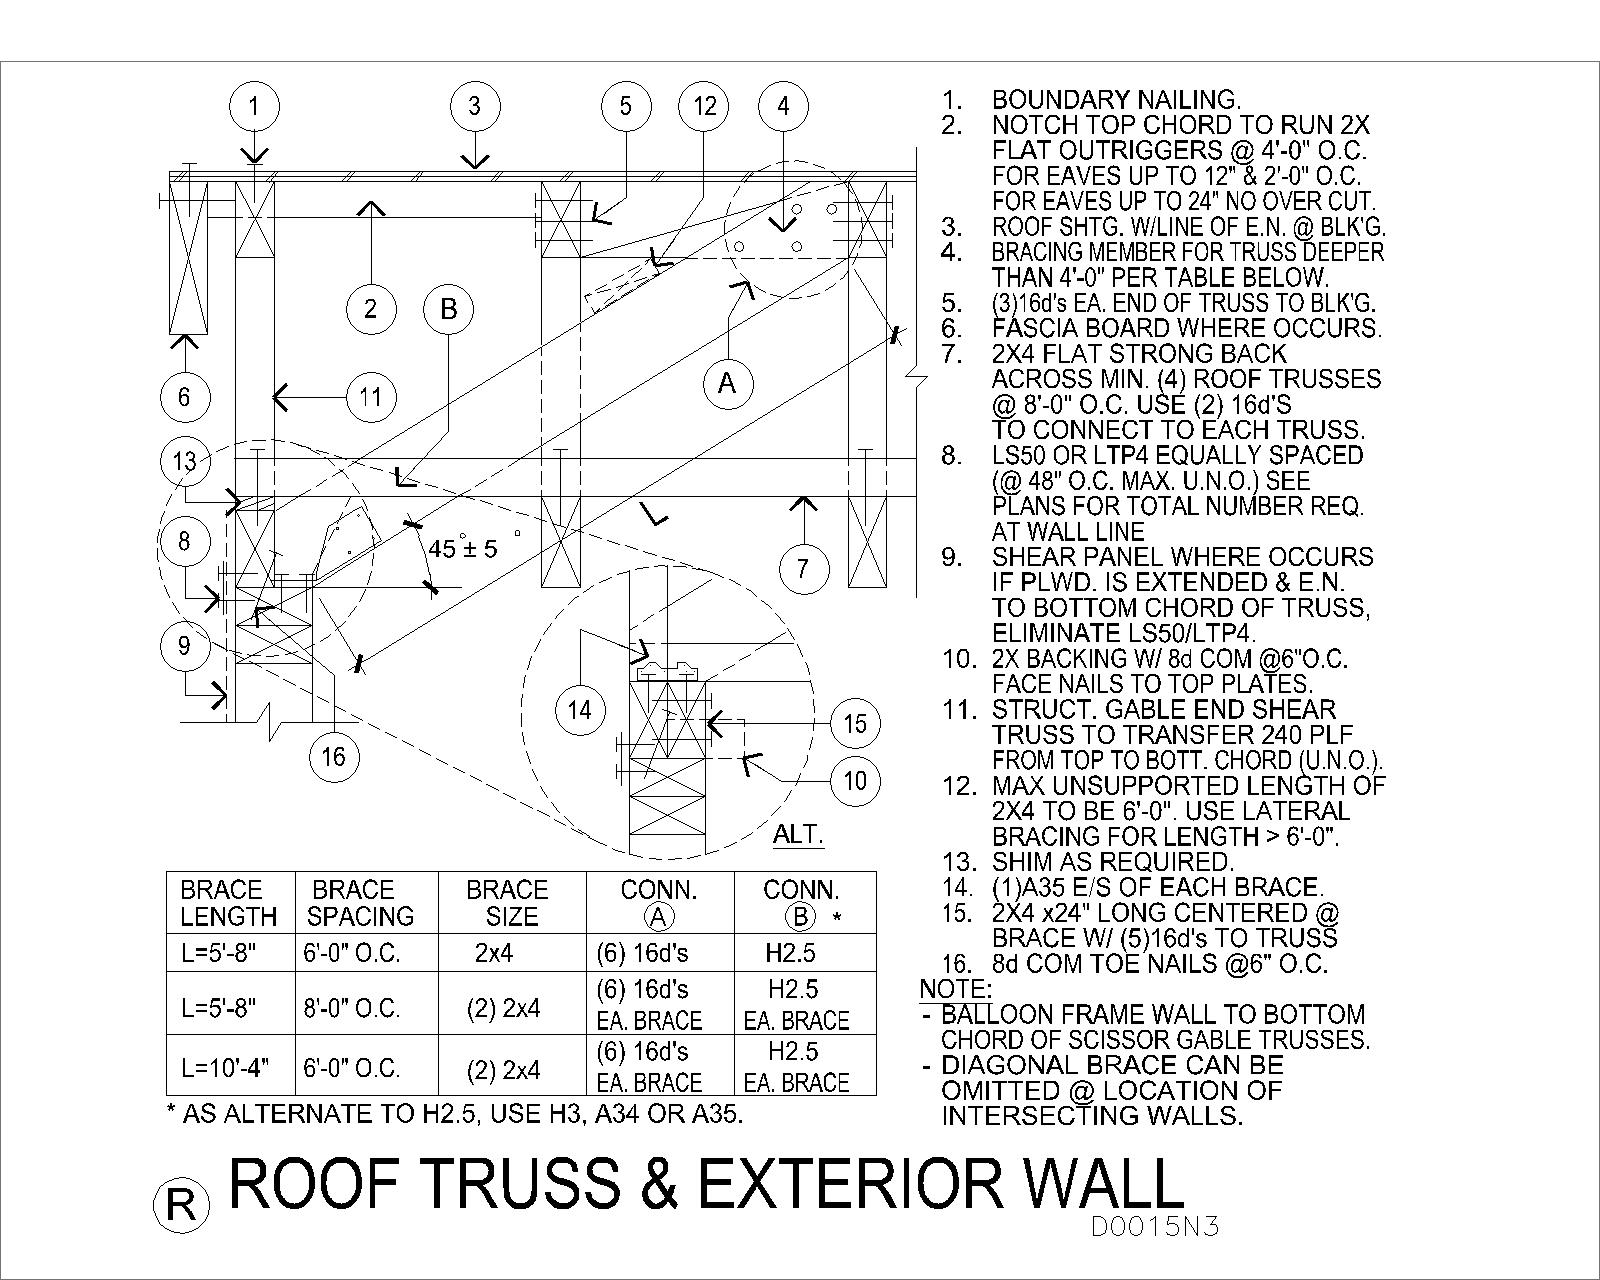 1
3
5
12
4
2
B
6
11
A
13
8
45°± 5°
7
9
14
15
16
10
ALT.
1. BOUNDARY NAILING.
2. NOTCH TOP CHORD TO RUN 2X
FLAT OUTRIGGERS @ 4'-0" O.C.
FOR EAVES UP TO 12" & 2'-0" O.C.
FOR EAVES UP TO 24" NO OVER CUT.
3. ROOF SHTG. W/LINE OF E.N. @ BLK'G.
4. BRACING MEMBER FOR TRUSS DEEPER
THAN 4'-0" PER TABLE BELOW.
5. (3)16d's EA. END OF TRUSS TO BLK'G.
6. FASCIA BOARD WHERE OCCURS.
7. 2X4 FLAT STRONG BACK
ACROSS MIN. (4) ROOF TRUSSES
@ 8'-0" O.C. USE (2) 16d'S
TO CONNECT TO EACH TRUSS.
8. LS50 OR LTP4 EQUALLY SPACED
(@ 48" O.C. MAX. U.N.O.) SEE
PLANS FOR TOTAL NUMBER REQ.
AT WALL LINE
9. SHEAR PANEL WHERE OCCURS
IF PLWD. IS EXTENDED & E.N.
TO BOTTOM CHORD OF TRUSS,
ELIMINATE LS50/LTP4.
10. 2X BACKING W/ 8d COM @6"O.C.
FACE NAILS TO TOP PLATES.
11. STRUCT. GABLE END SHEAR
TRUSS TO TRANSFER 240 PLF
FROM TOP TO BOTT. CHORD (U.N.O.).
12. MAX UNSUPPORTED LENGTH OF
2X4 TO BE 6'-0". USE LATERAL
BRACING FOR LENGTH > 6'-0".
13. SHIM AS REQUIRED.
14. (1)A35 E/S OF EACH BRACE.
15. 2X4 x24" LONG CENTERED @
BRACE W/ (5)16d's TO TRUSS
16. 8d COM TOE NAILS @6" O.C.
NOTE:
- BALLOON FRAME WALL TO BOTTOM
CHORD OF SCISSOR GABLE TRUSSES.
- DIAGONAL BRACE CAN BE
OMITTED @ LOCATION OF
INTERSECTING WALLS.
BRACE LENGTH BRACE SPACING BRACE SIZE CONN. A CONN. B *
L=5'-8" 6'-0" O.C. 2x4 (6) 16d's H2.5
L=5'-8" 8'-0" O.C. (2) 2x4 (6) 16d's EA. BRACE H2.5 EA. BRACE
L=10'-4" 6'-0" O.C. (2) 2x4 (6) 16d's EA. BRACE H2.5 EA. BRACE
* AS ALTERNATE TO H2.5, USE H3, A34 OR A35.
R ROOF TRUSS & EXTERIOR WALL
D0015N3